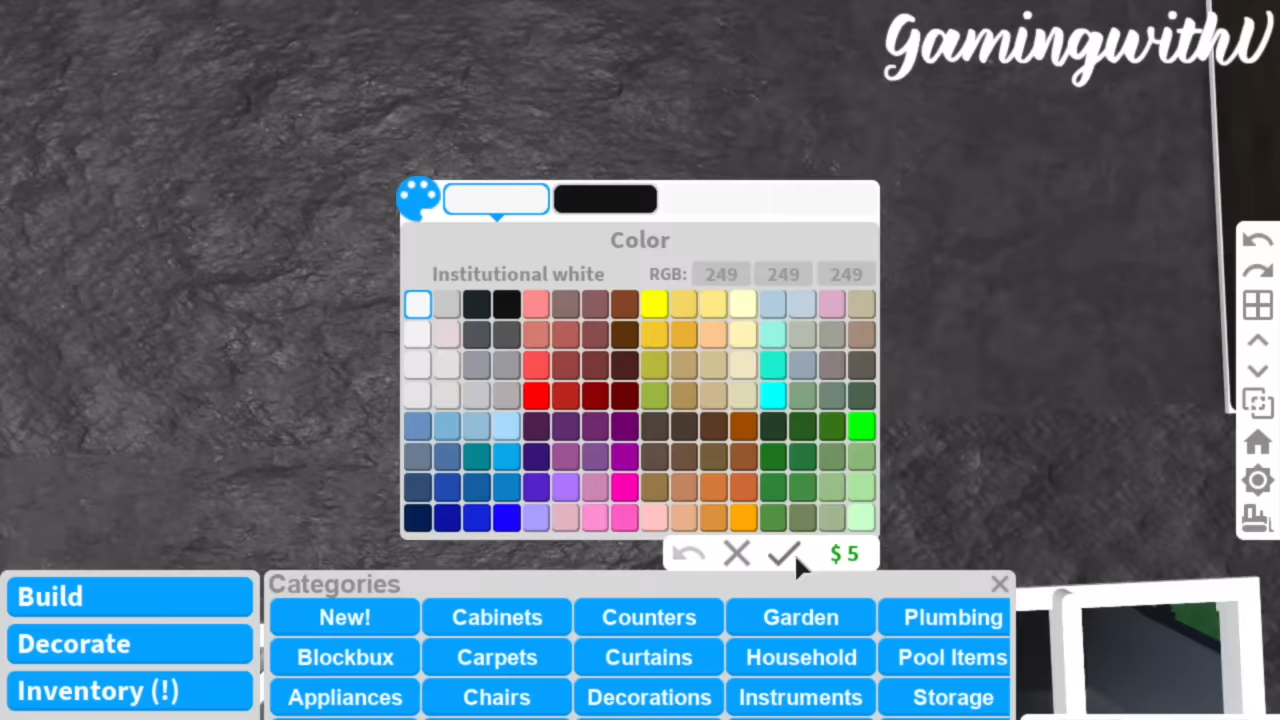 GamingwithV
Color
Institutional white RGB: 249 249 249
$ 5
Categories
Build
Decorate
Inventory (!)
New! Cabinets Counters Garden Plumbing
Blockbux Carpets Curtains Household Pool Items
Appliances Chairs Decorations Instruments Storage